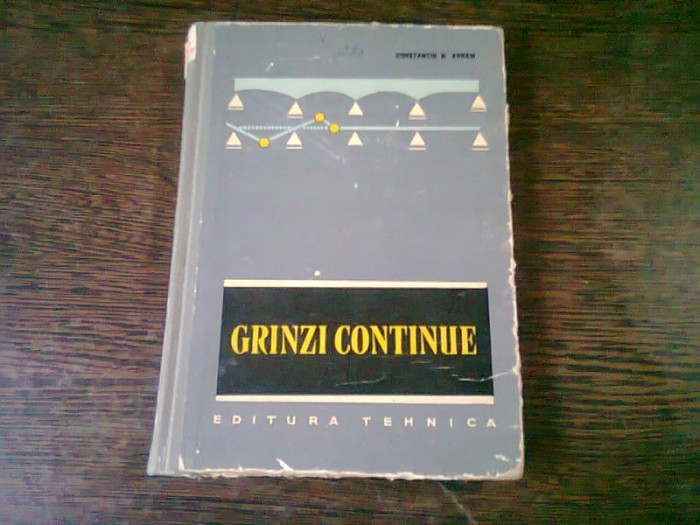 CONSTANTIN N AVRAM
GRINZI CONTINUE
EDITURA TEHNICA